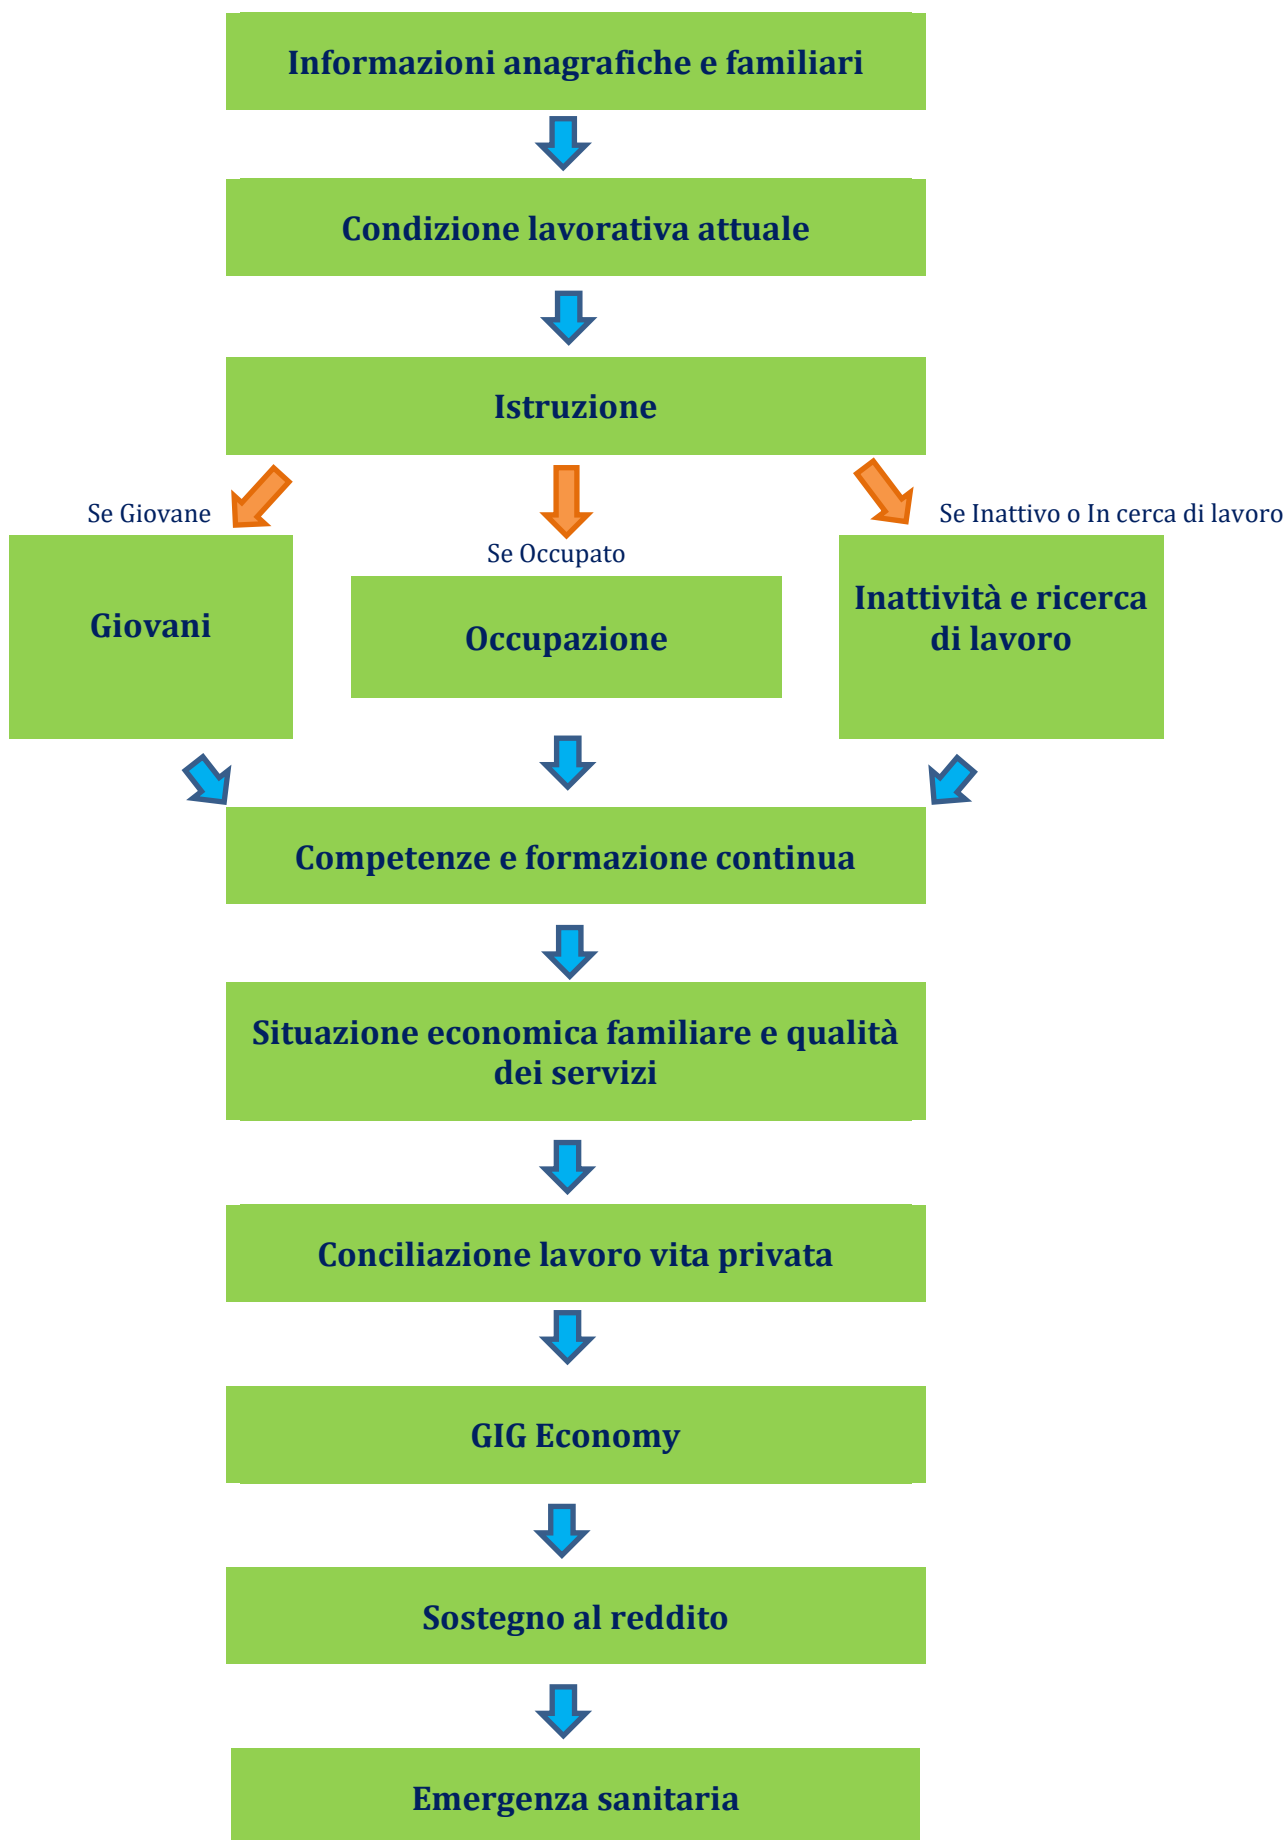 Informazioni anagrafiche e familiari
Condizione lavorativa attuale
Istruzione
Se Giovane
Se Occupato
Se Inattivo o In cerca di lavoro
Giovani
Occupazione
Inattività e ricerca
di lavoro
Competenze e formazione continua
Situazione economica familiare e qualità
dei servizi
Conciliazione lavoro vita privata
GIG Economy
Sostegno al reddito
Emergenza sanitaria